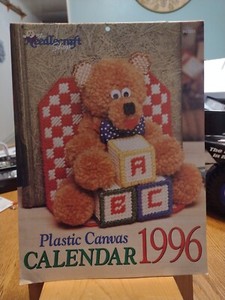 Needlecraft
A
B C
Plastic Canvas
CALENDAR 1996